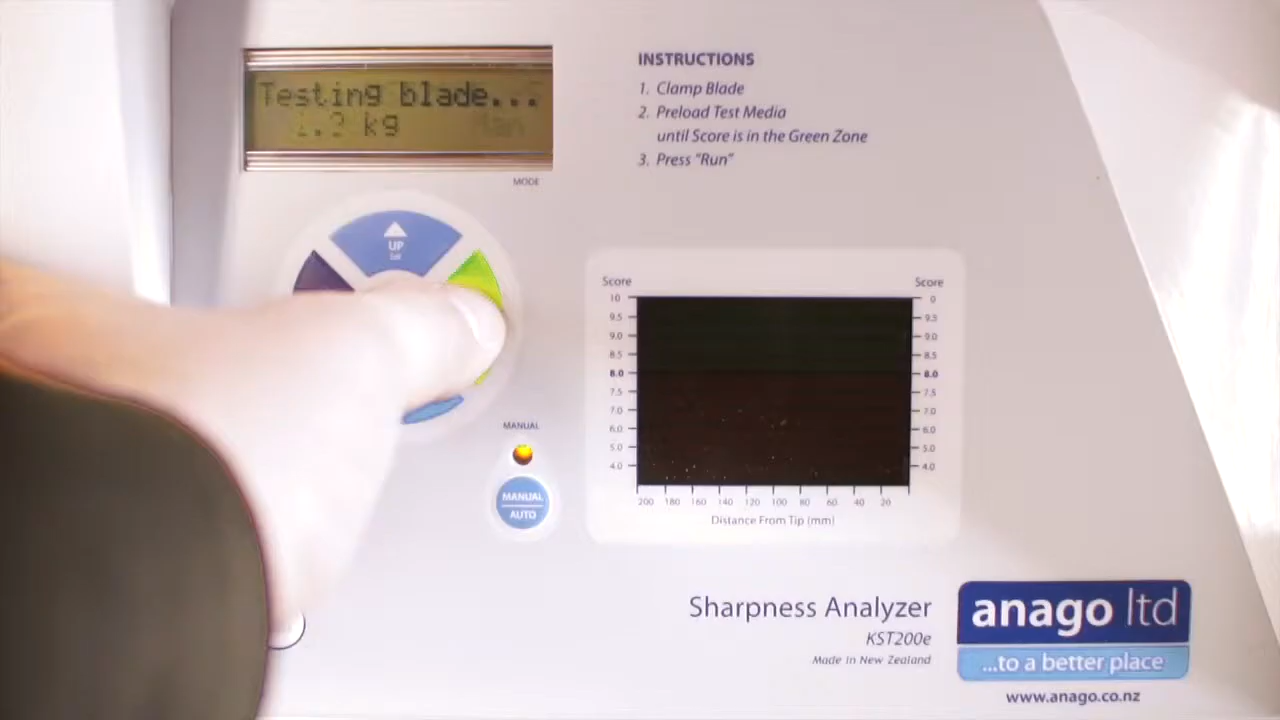 Testing blade...
kg Man
MODE
UP
MANUAL
MANUAL
AUTO
INSTRUCTIONS
1. Clamp Blade
2. Preload Test Media
until Score is in the Green Zone
3. Press "Run"
Score Score
10 0
9.5 9.5
9.0 9.0
8.5 8.5
8.0 8.0
7.5 7.5
7.0 7.0
6.0 6.0
5.0 5.0
4.0 4.0
200 180 160 140 120 100 80 60 40 20
Distance From Tip (mm)
Sharpness Analyzer
KST200e
Made In New Zealand
anago ltd
...to a better place
www.anago.co.nz